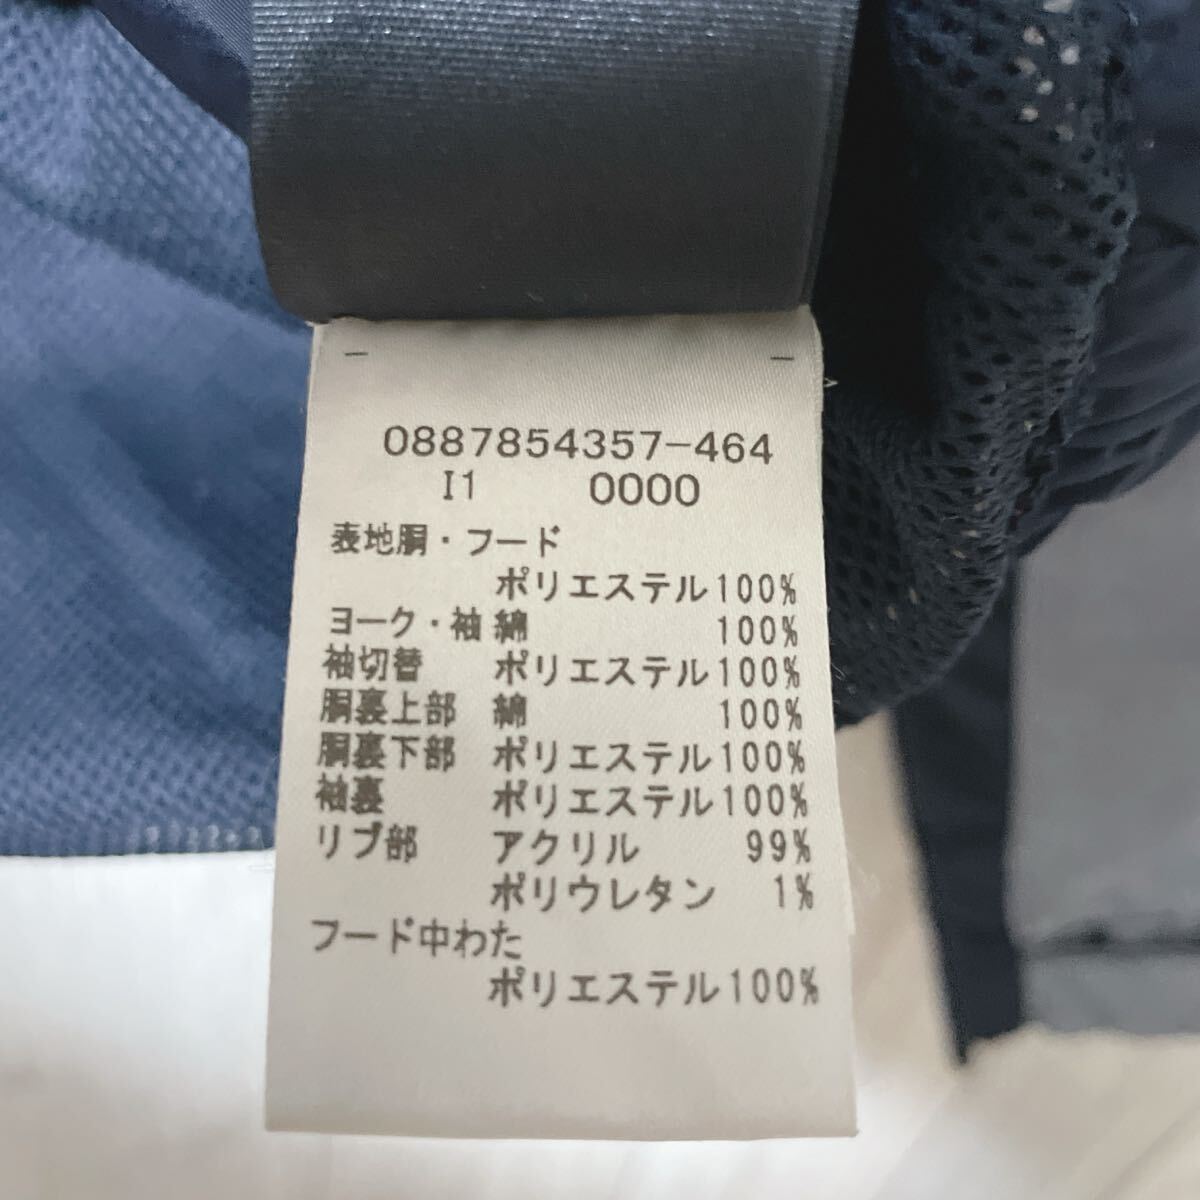 0887854357-464
I1 0000
表地胴・フード
ポリエステル100%
ヨーク・袖 綿 100%
袖切替 ポリエステル100%
胴裏上部 綿 100%
胴裏下部 ポリエステル100%
袖裏 ポリエステル100%
リブ部 アクリル 99%
ポリウレタン 1%
フード中わた
ポリエステル100%